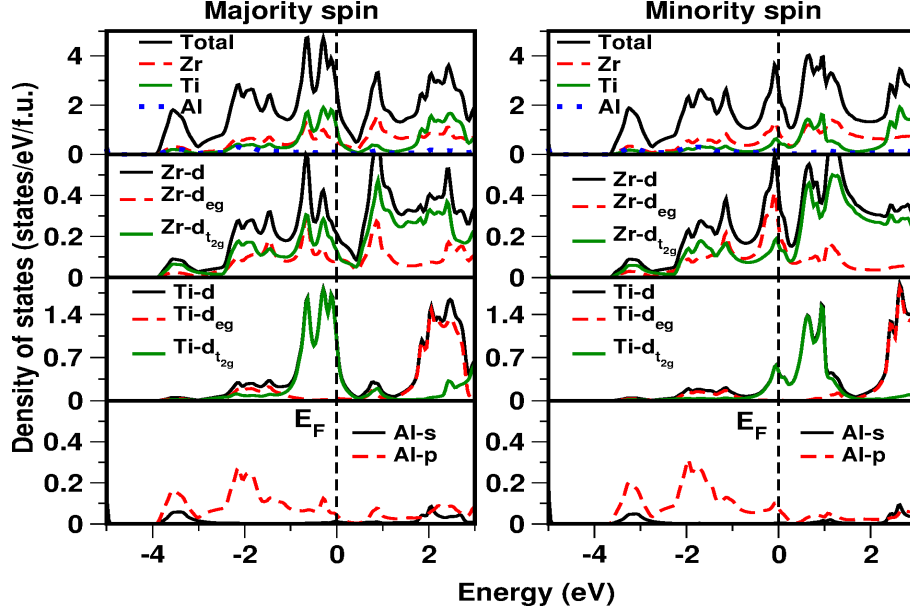 Majority spin
Minority spin
Density of states (states/eV/f.u.)
4
2
0
Total
Zr
Ti
Al
4
2
0
Total
Zr
Ti
Al
0.4
0.2
0
Zr-d
Zr-deg
Zr-dt2g
0.4
0.2
0
Zr-d
Zr-deg
Zr-dt2g
1.4
0.7
0
Ti-d
Ti-deg
Ti-dt2g
1.4
0.7
0
Ti-d
Ti-deg
Ti-dt2g
0.4
0.2
0
EF
Al-s
Al-p
0.4
0.2
0
EF
Al-s
Al-p
-4 -2 0 2
-4 -2 0 2
Energy (eV)